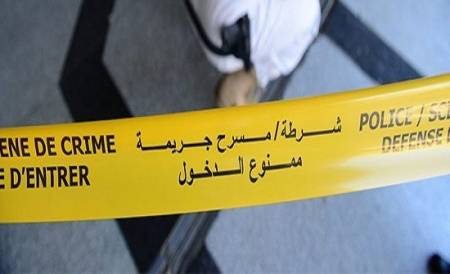 ENE DE CRIME
E D'ENTRER
شرطة/مسرح جريمة
ممنوع الدخول
POLICE / SC
DEFENSE